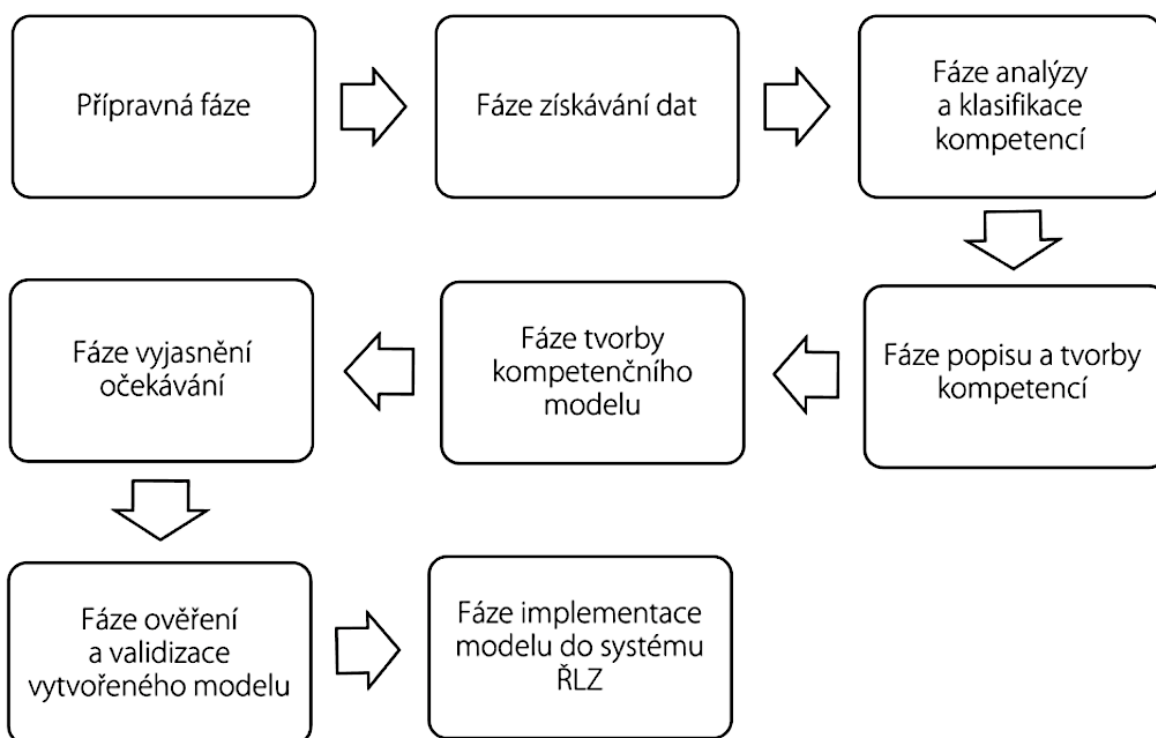 Přípravná fáze
Fáze získávání dat
Fáze analýzy
a klasifikace
kompetencí
Fáze popisu a tvorby
kompetencí
Fáze tvorby
kompetenčního
modelu
Fáze vyjasnění
očekávání
Fáze ověření
a validizace
vytvořeného modelu
Fáze implementace
modelu do systému
ŘLZ